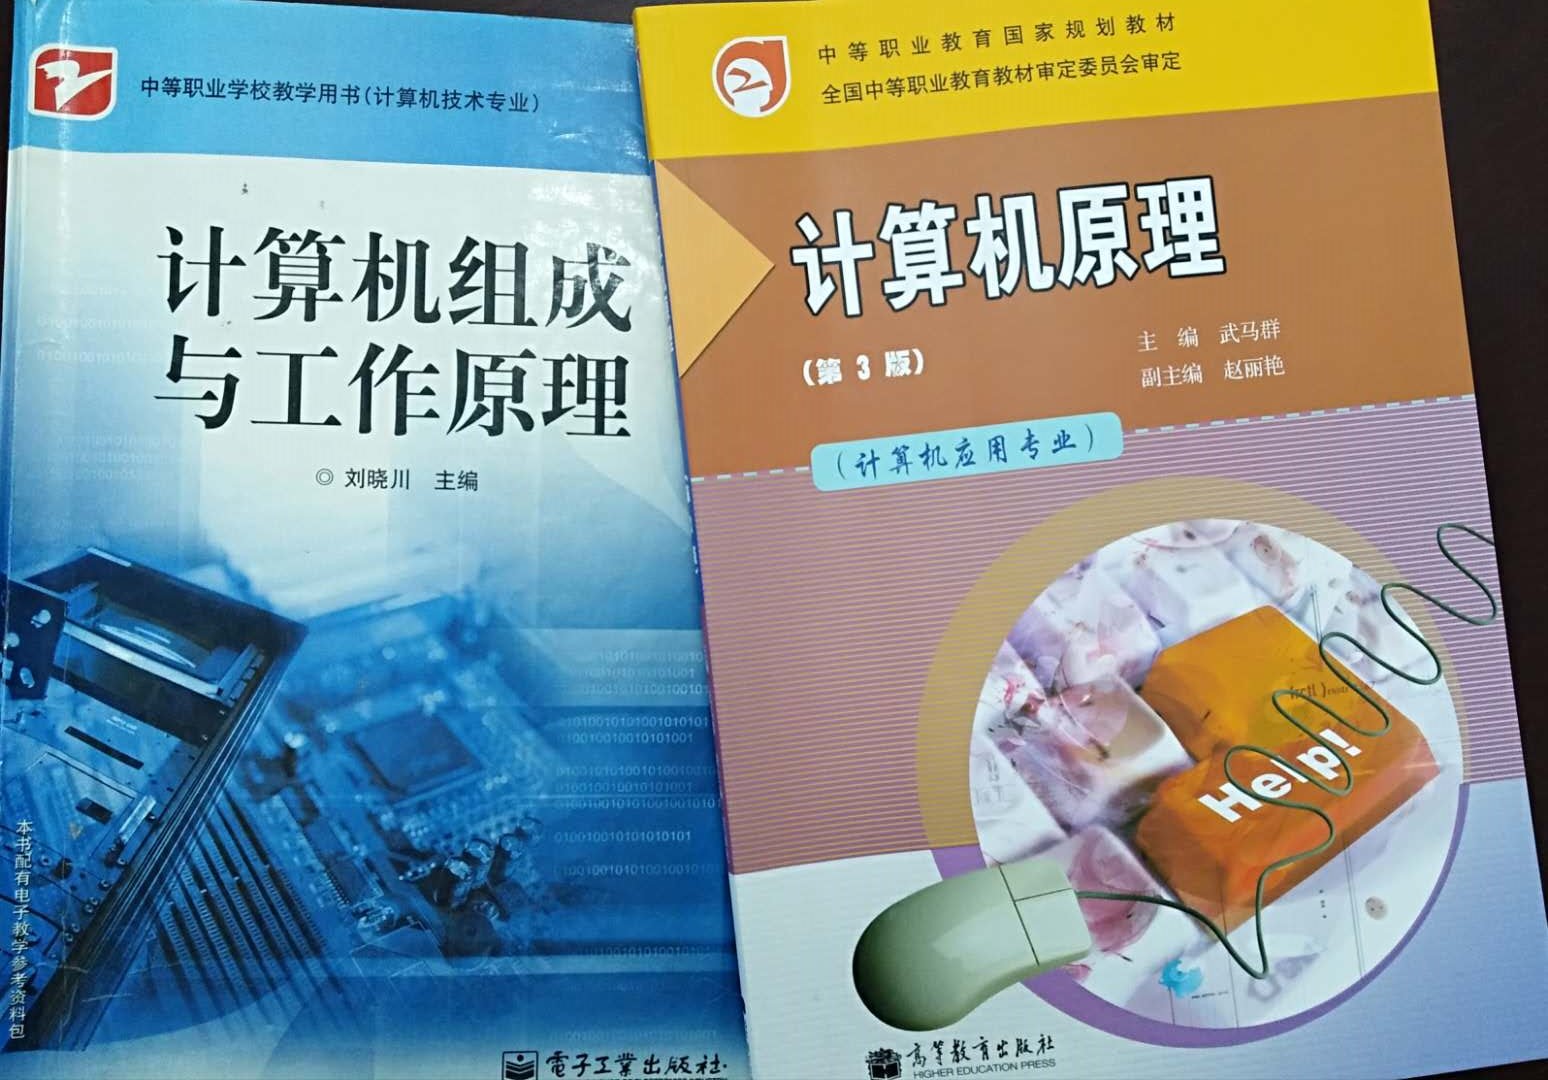 中等职业学校教学用书(计算机技术专业)
计算机组成
与工作原理
◎ 刘晓川 主编
本书配有电子教学参考资料包
電子工業出版社
中等职业教育国家规划教材
全国中等职业教育教材审定委员会审定
计算机原理
(第3版)
主 编 武马群
副主编 赵丽艳
(计算机应用专业)
Help!
高等教育出版社
HIGHER EDUCATION PRESS